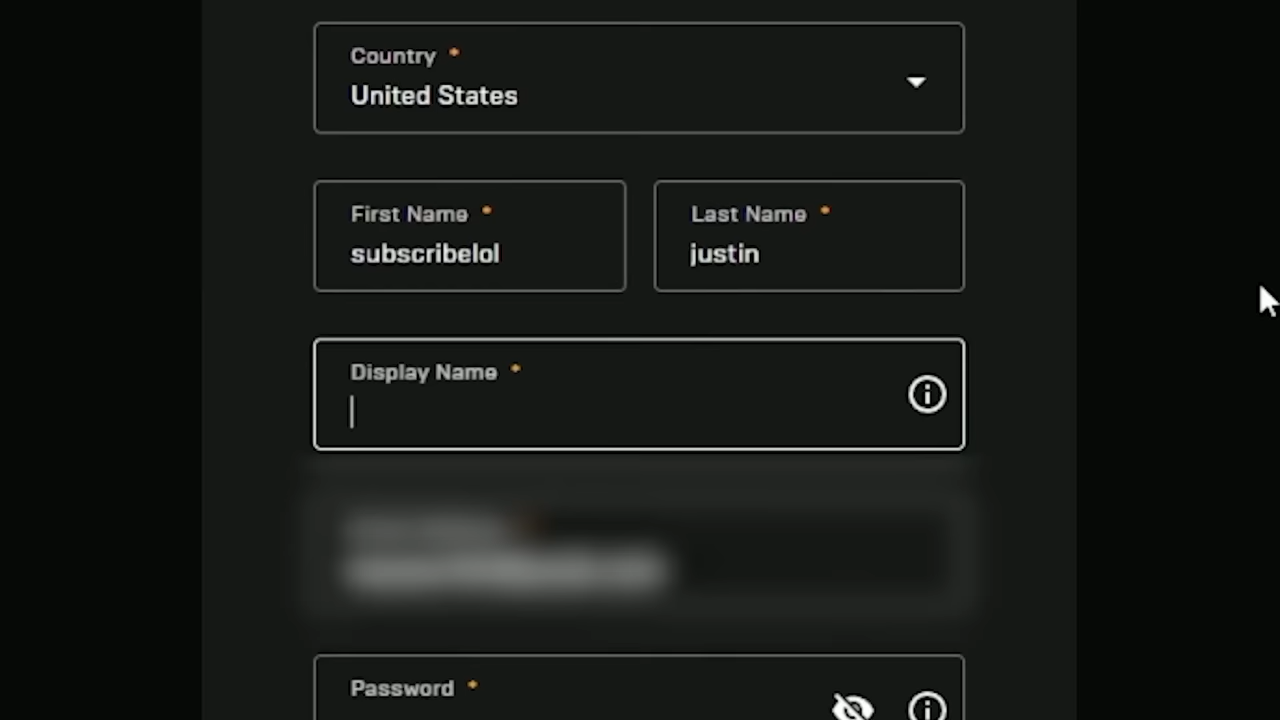 Country *
United States
First Name *
subscribelol
Last Name *
justin
Display Name *
Password *